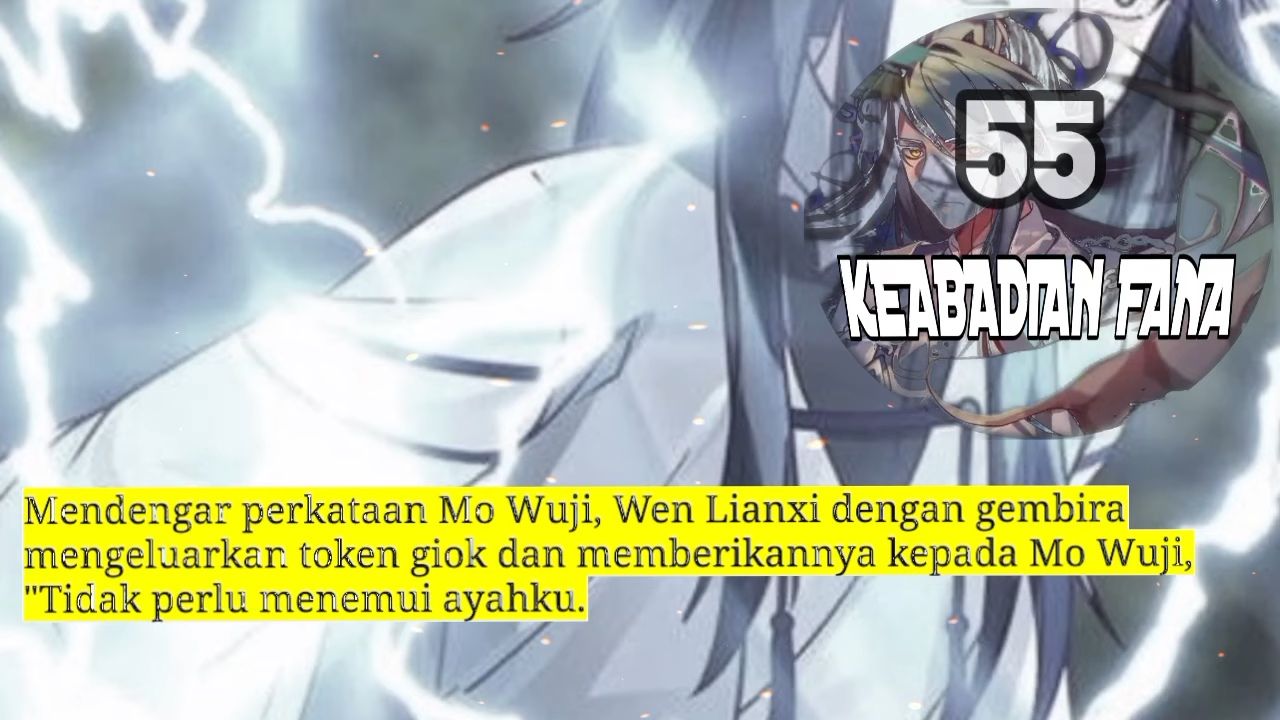 55
KEABADIAN FANA
Mendengar perkataan Mo Wuji, Wen Lianxi dengan gembira
mengeluarkan token giok dan memberikannya kepada Mo Wuji,
"Tidak perlu menemui ayahku.